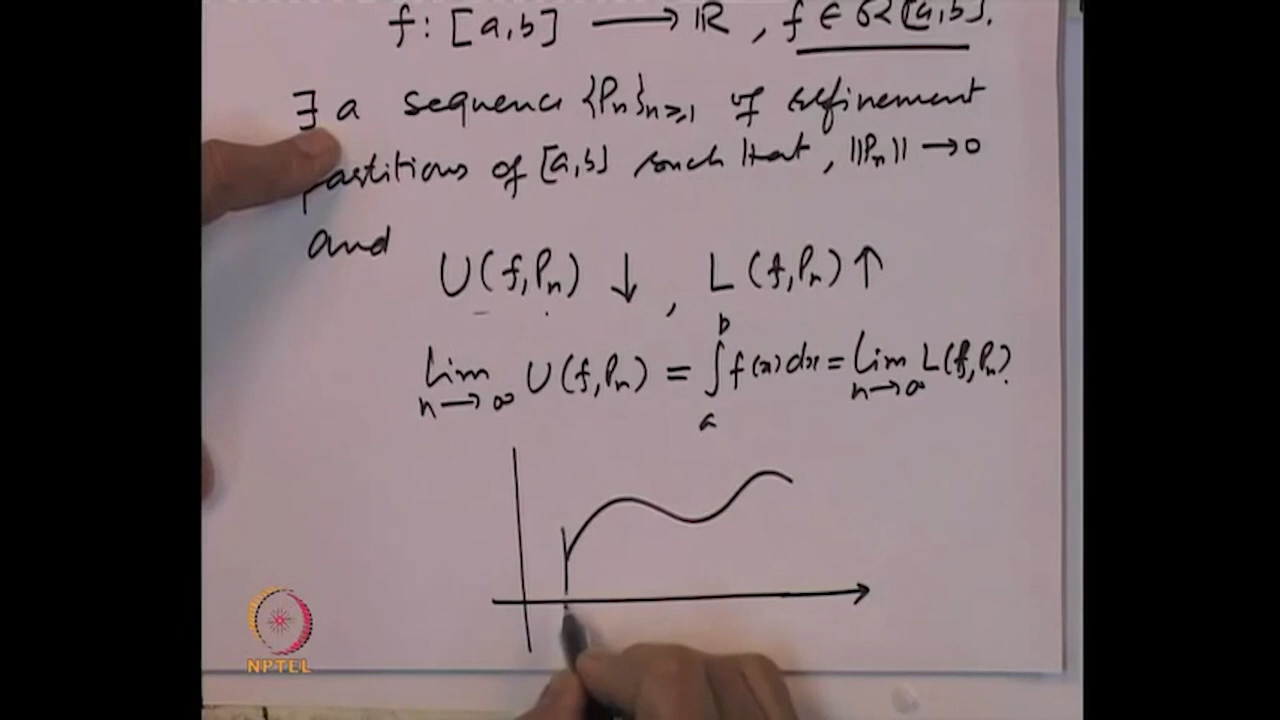 f : [a,b] ⟶ ℝ , f ∈ R[a,b].
∃ a sequence {Pn}n≥1 of refinement
partitions of [a,b] such that, ||Pn|| → 0
and
U(f,Pn) ↓ , L(f,Pn) ↑
lim n→∞ U(f,Pn) = ∫ₐᵇ f(x) dx = lim n→∞ L(f,Pn).
NPTEL